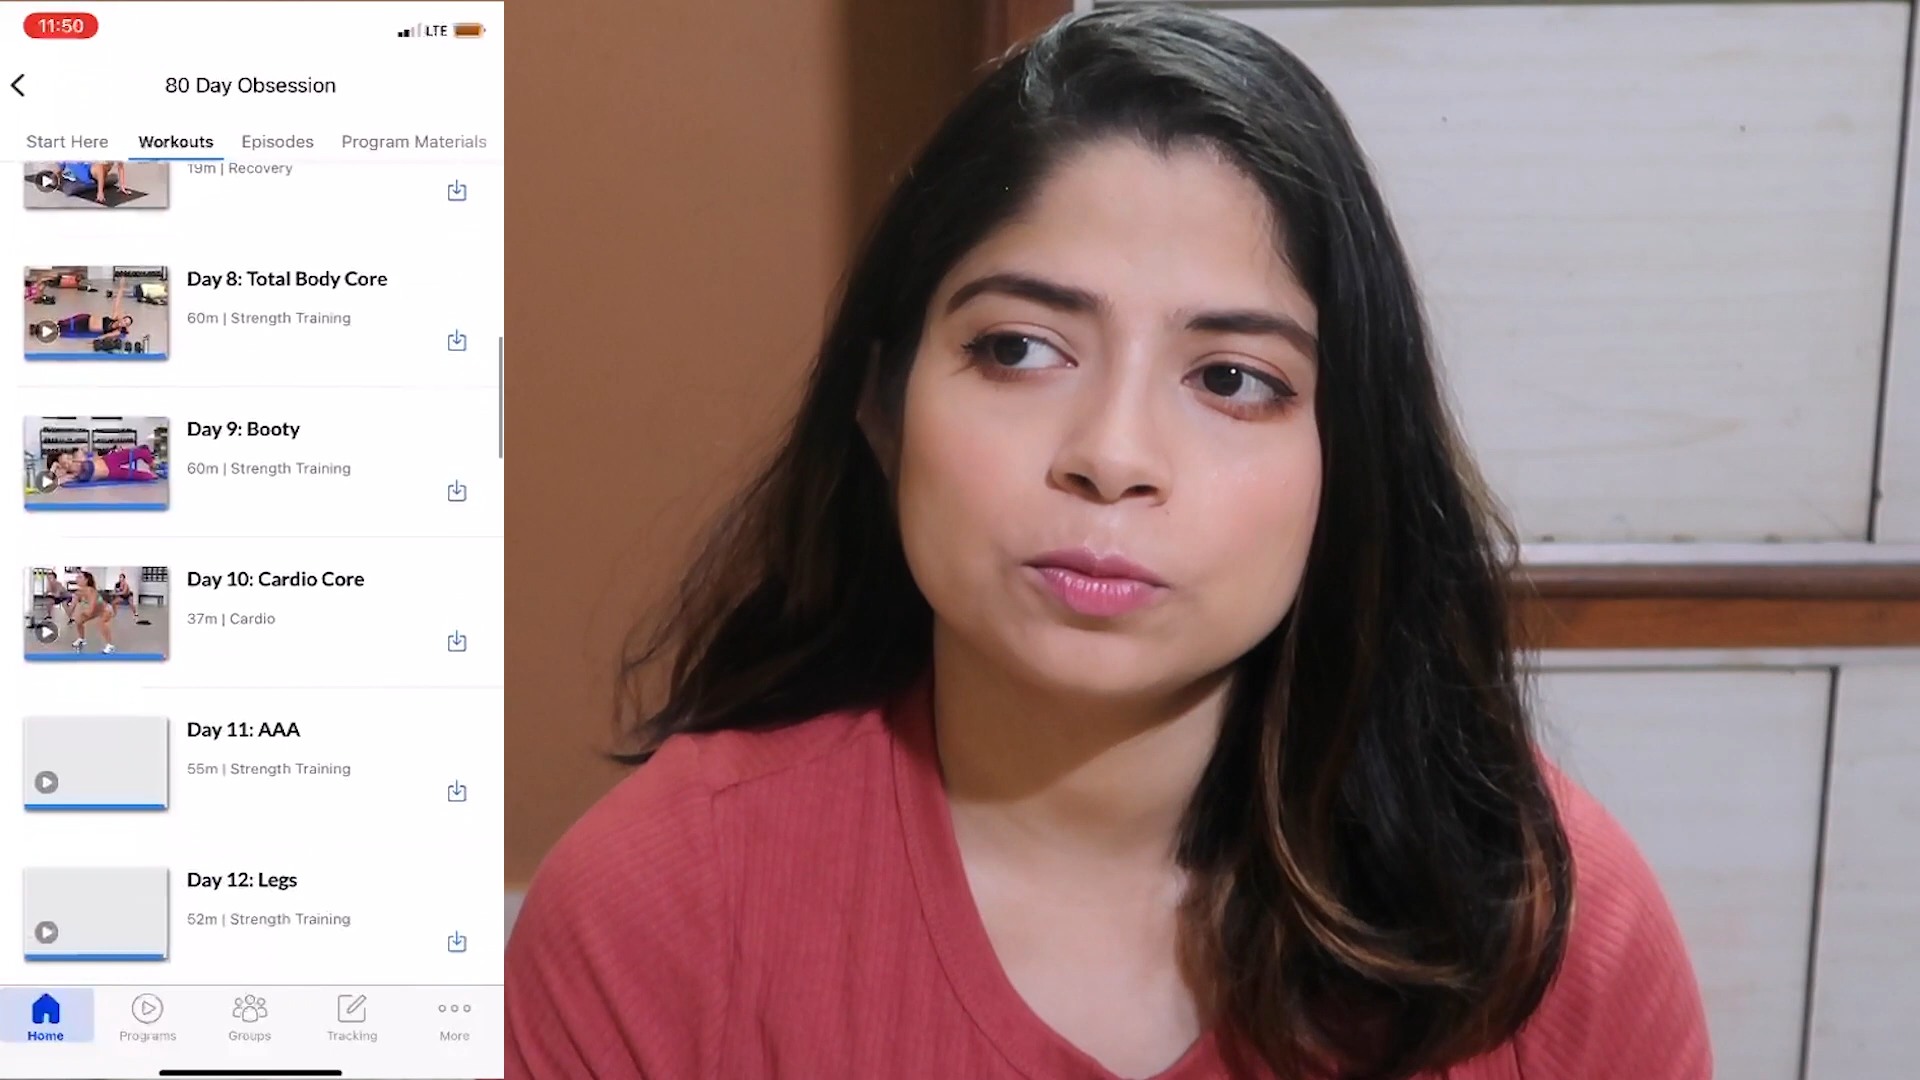 11:50
LTE
80 Day Obsession
Start Here
Workouts
Episodes
Program Materials
19m | Recovery
Day 8: Total Body Core
60m | Strength Training
Day 9: Booty
60m | Strength Training
Day 10: Cardio Core
37m | Cardio
Day 11: AAA
55m | Strength Training
Day 12: Legs
52m | Strength Training
Home
Programs
Groups
Tracking
More